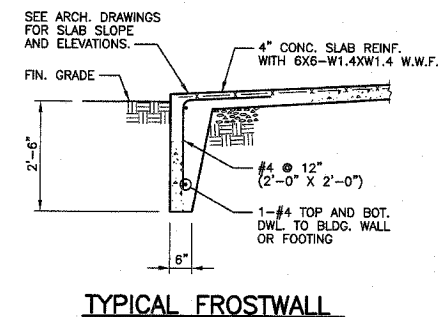 SEE ARCH. DRAWINGS
FOR SLAB SLOPE
AND ELEVATIONS.
4" CONC. SLAB REINF.
WITH 6X6-W1.4XW1.4 W.W.F.
FIN. GRADE
2'-6"
#4 @ 12"
(2'-0" X 2'-0")
1-#4 TOP AND BOT.
DWL. TO BLDG. WALL
OR FOOTING
6"
TYPICAL FROSTWALL